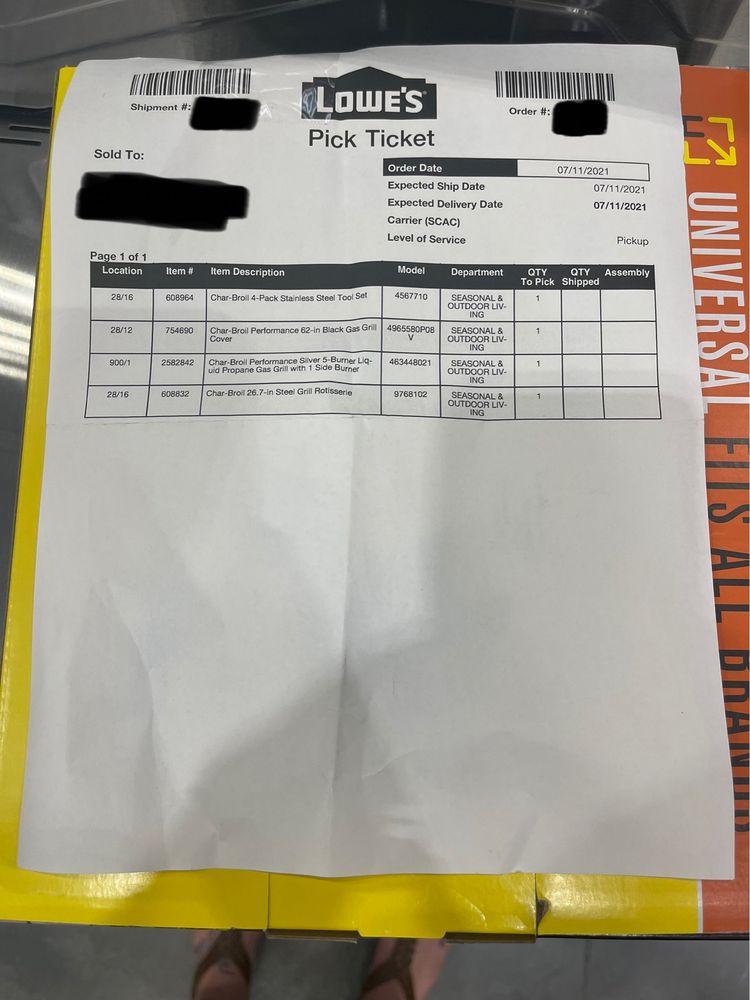 LOWE'S
Shipment #:
Order #:
Pick Ticket
Sold To:
Order Date 07/11/2021
Expected Ship Date 07/11/2021
Expected Delivery Date 07/11/2021
Carrier (SCAC)
Level of Service Pickup
Page 1 of 1
Location Item # Item Description Model Department QTY To Pick QTY Shipped Assembly
28/16 608964 Char-Broil 4-Pack Stainless Steel Tool Set 4567710 SEASONAL & 1
OUTDOOR LIV-
ING
28/12 754690 Char-Broil Performance 62-in Black Gas Grill 4965580P08 SEASONAL & 1
Cover V OUTDOOR LIV-
ING
900/1 2582842 Char-Broil Performance Silver 5-Burner Liq- 463448021 SEASONAL & 1
uid Propane Gas Grill with 1 Side Burner OUTDOOR LIV-
ING
28/16 608832 Char-Broil 26.7-in Steel Grill Rotisserie 9768102 SEASONAL & 1
OUTDOOR LIV-
ING
UNIVERSAL FITS ALL BRANDS